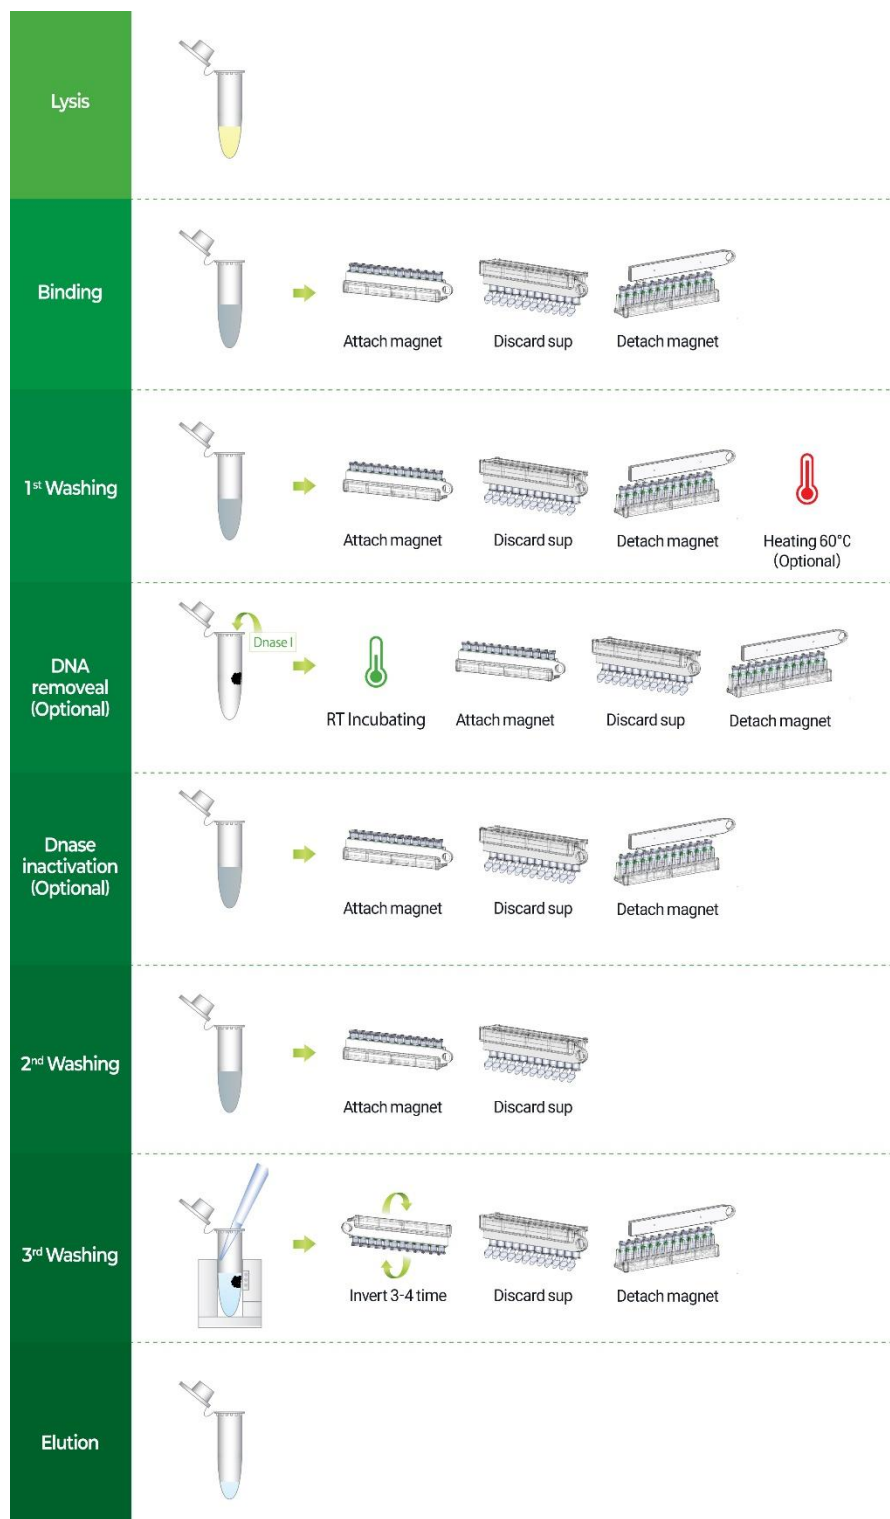 Lysis
Binding
Attach magnet
Discard sup
Detach magnet
1st Washing
Attach magnet
Discard sup
Detach magnet
Heating 60°C
(Optional)
DNA
removeal
(Optional)
Dnase I
RT Incubating
Attach magnet
Discard sup
Detach magnet
Dnase
inactivation
(Optional)
Attach magnet
Discard sup
Detach magnet
2nd Washing
Attach magnet
Discard sup
3rd Washing
Invert 3-4 time
Discard sup
Detach magnet
Elution